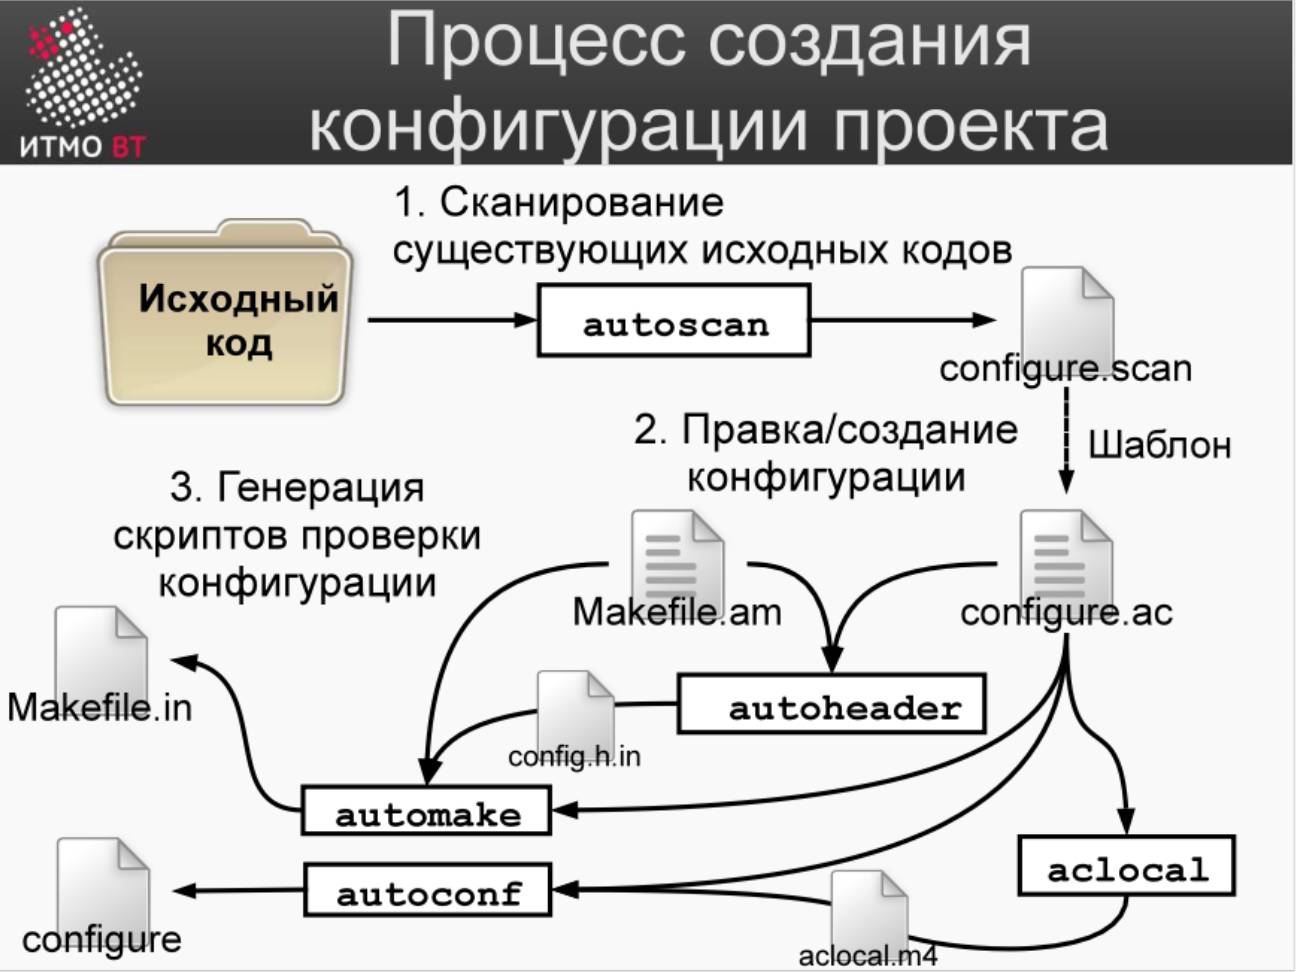 Процесс создания
конфигурации проекта
ИТМО ВТ
1. Сканирование
существующих исходных кодов
Исходный
код
autoscan
configure.scan
2. Правка/создание
конфигурации
Шаблон
3. Генерация
скриптов проверки
конфигурации
Makefile.am
configure.ac
Makefile.in
autoheader
config.h.in
automake
aclocal
autoconf
configure
aclocal.m4